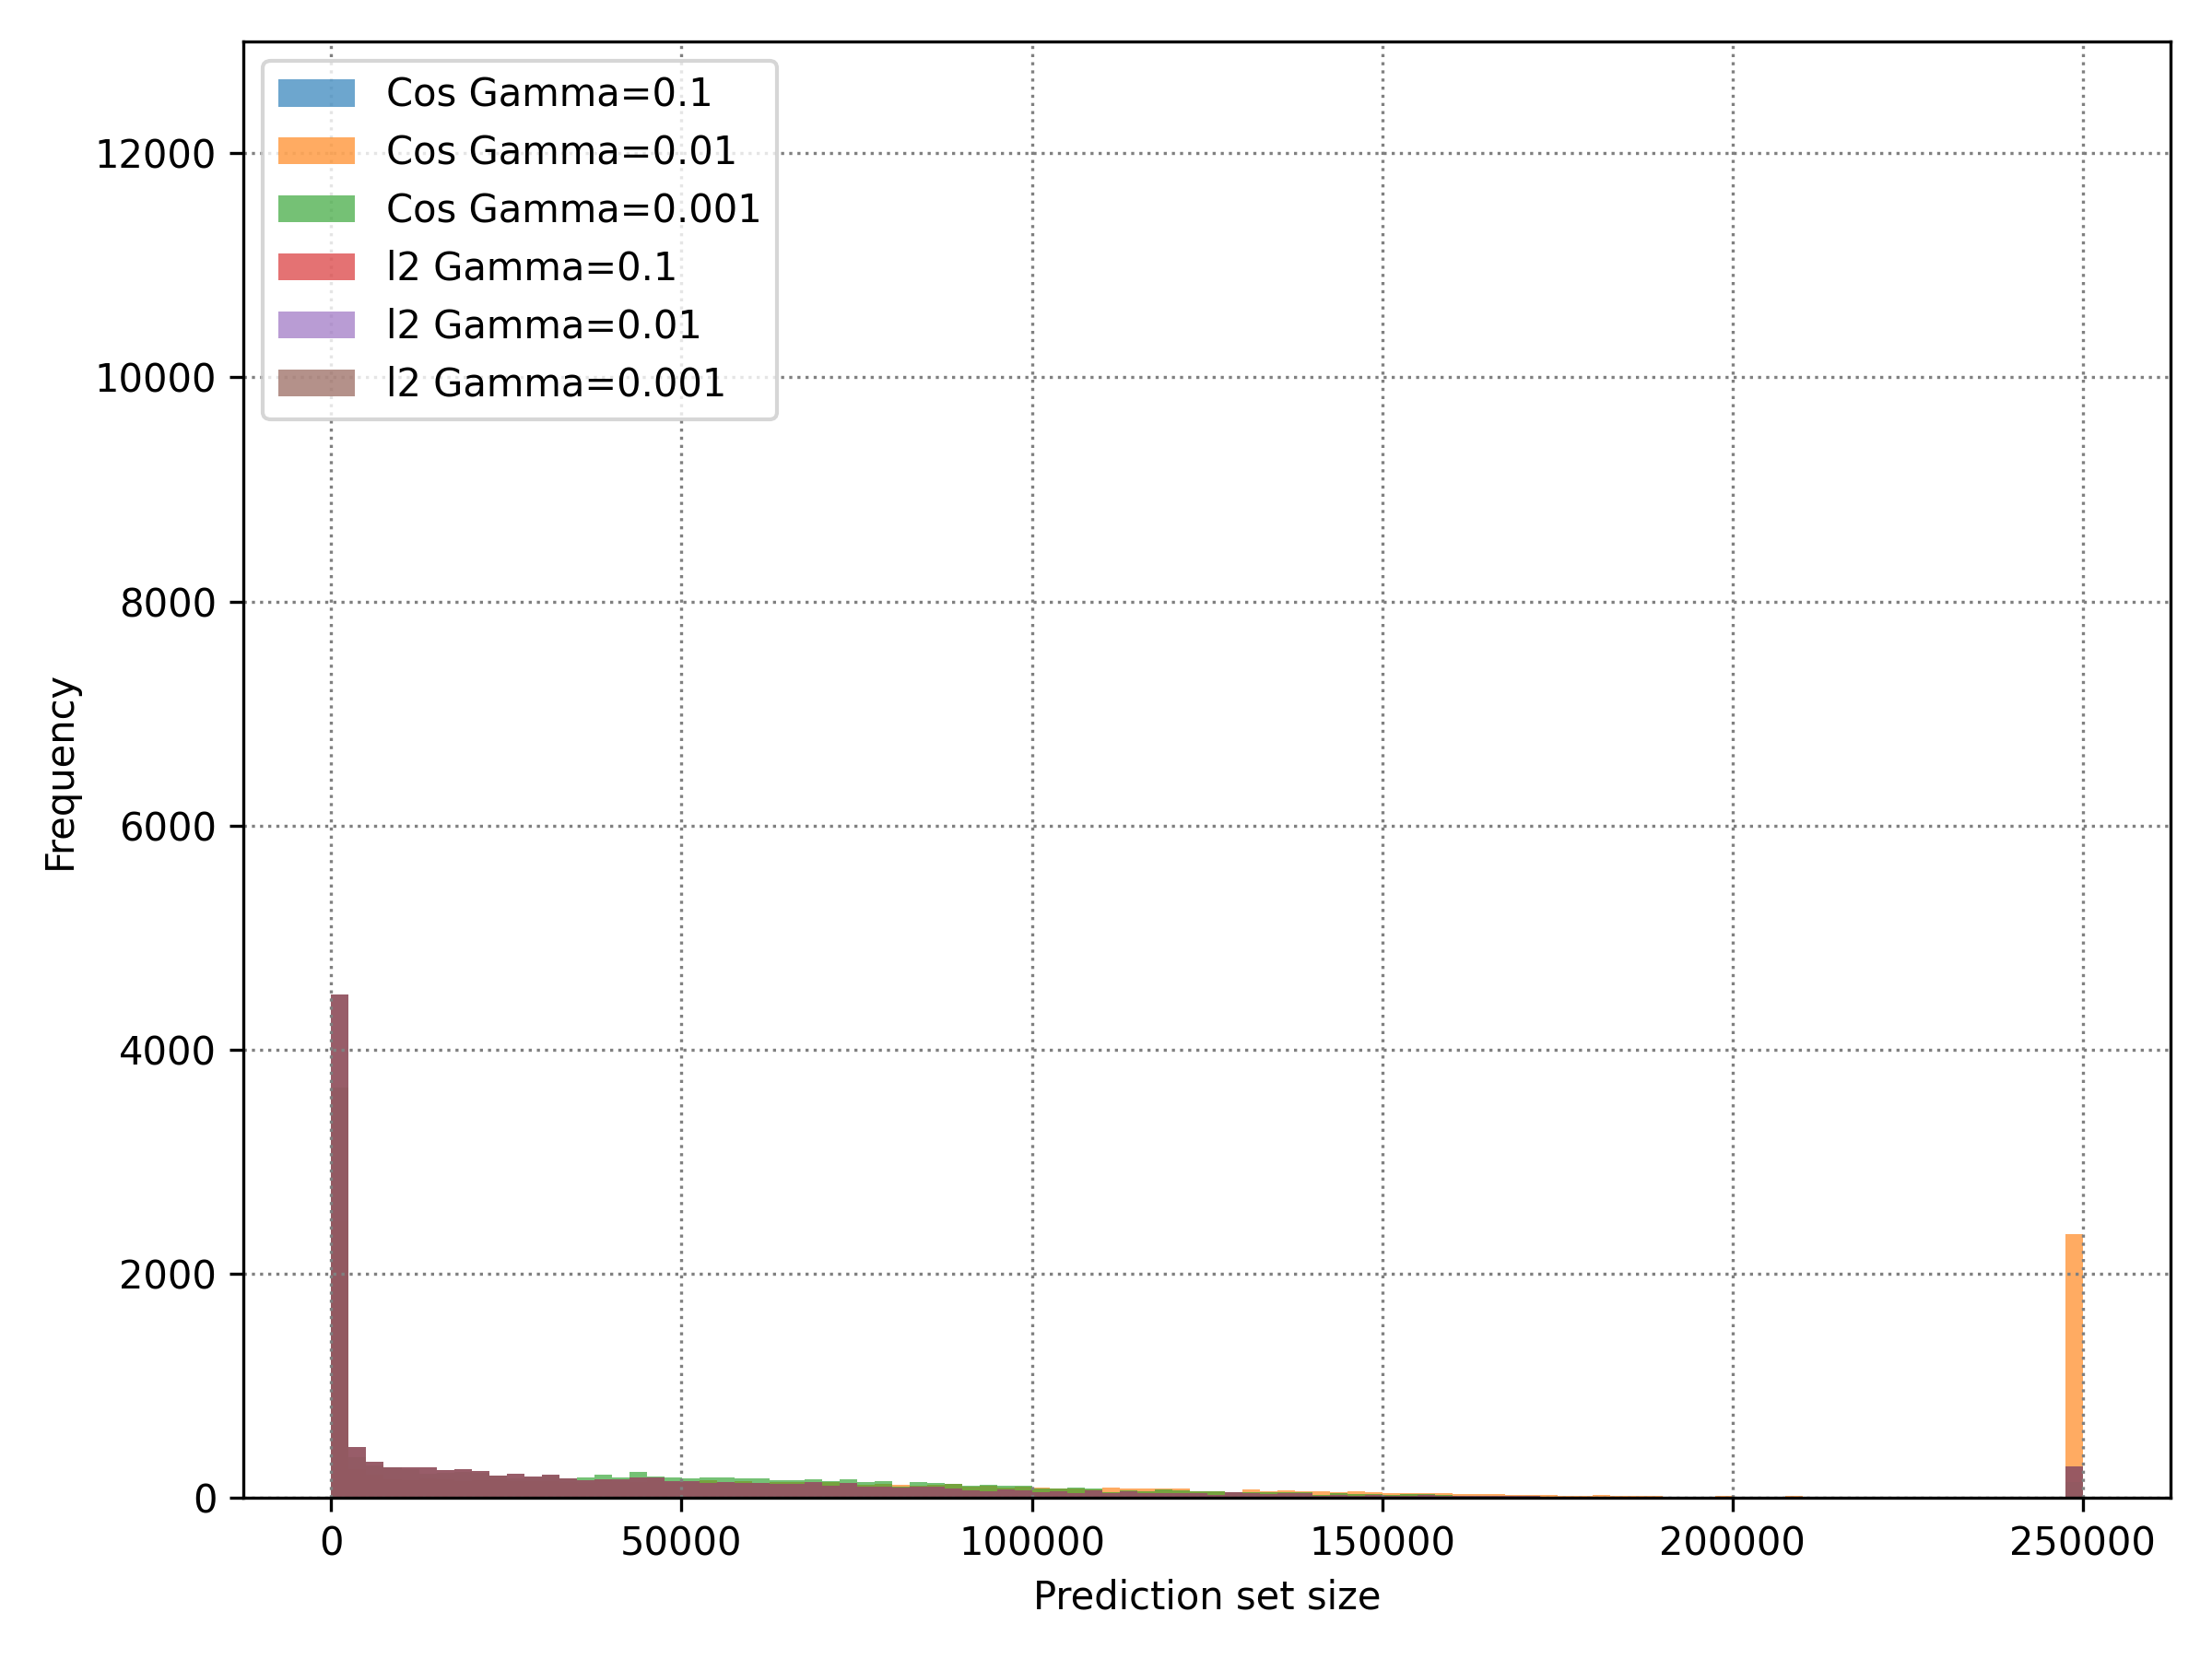 Cos Gamma=0.1
Cos Gamma=0.01
Cos Gamma=0.001
l2 Gamma=0.1
l2 Gamma=0.01
l2 Gamma=0.001
12000
10000
8000
6000
4000
2000
0
Frequency
0 50000 100000 150000 200000 250000
Prediction set size